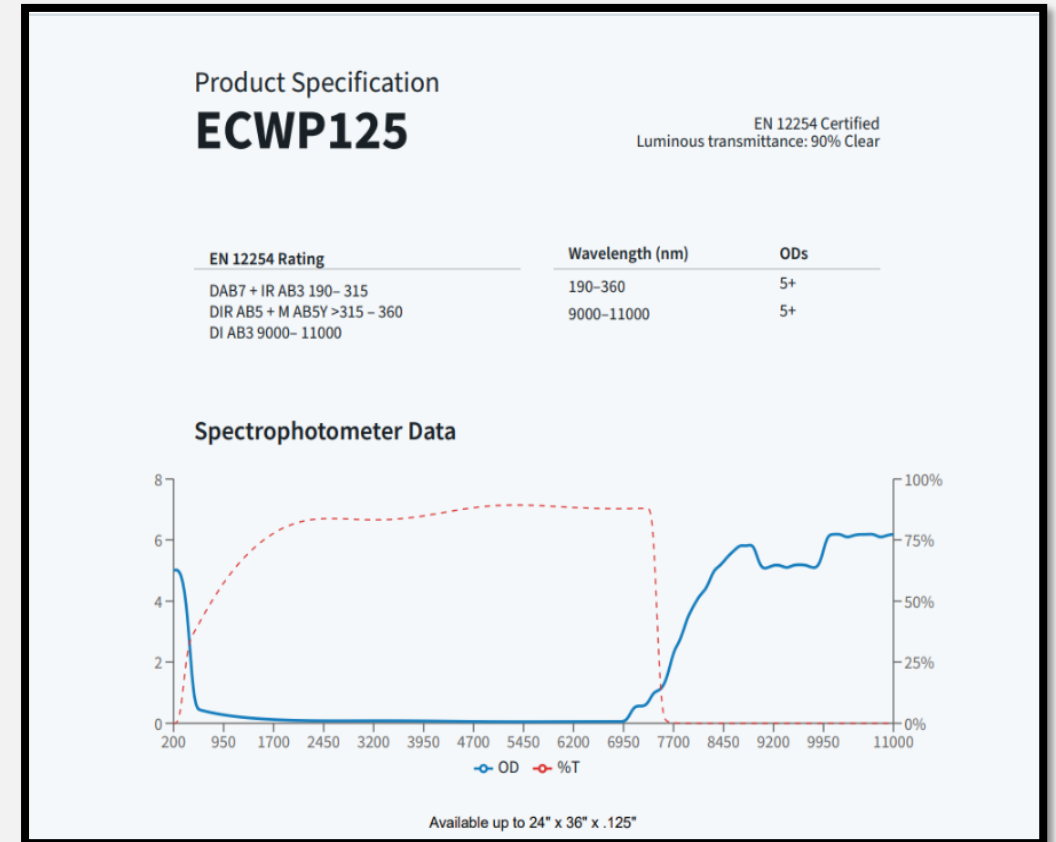 Product Specification
ECWP125
EN 12254 Certified
Luminous transmittance: 90% Clear
EN 12254 Rating
DAB7 + IR AB3 190– 315
DIR AB5 + M AB5Y >315 – 360
DI AB3 9000– 11000
Wavelength (nm) ODs
190–360 5+
9000–11000 5+
Spectrophotometer Data
8 100%
6 75%
4 50%
2 25%
0 0%
200 950 1700 2450 3200 3950 4700 5450 6200 6950 7700 8450 9200 9950 11000
OD %T
Available up to 24" x 36" x .125"